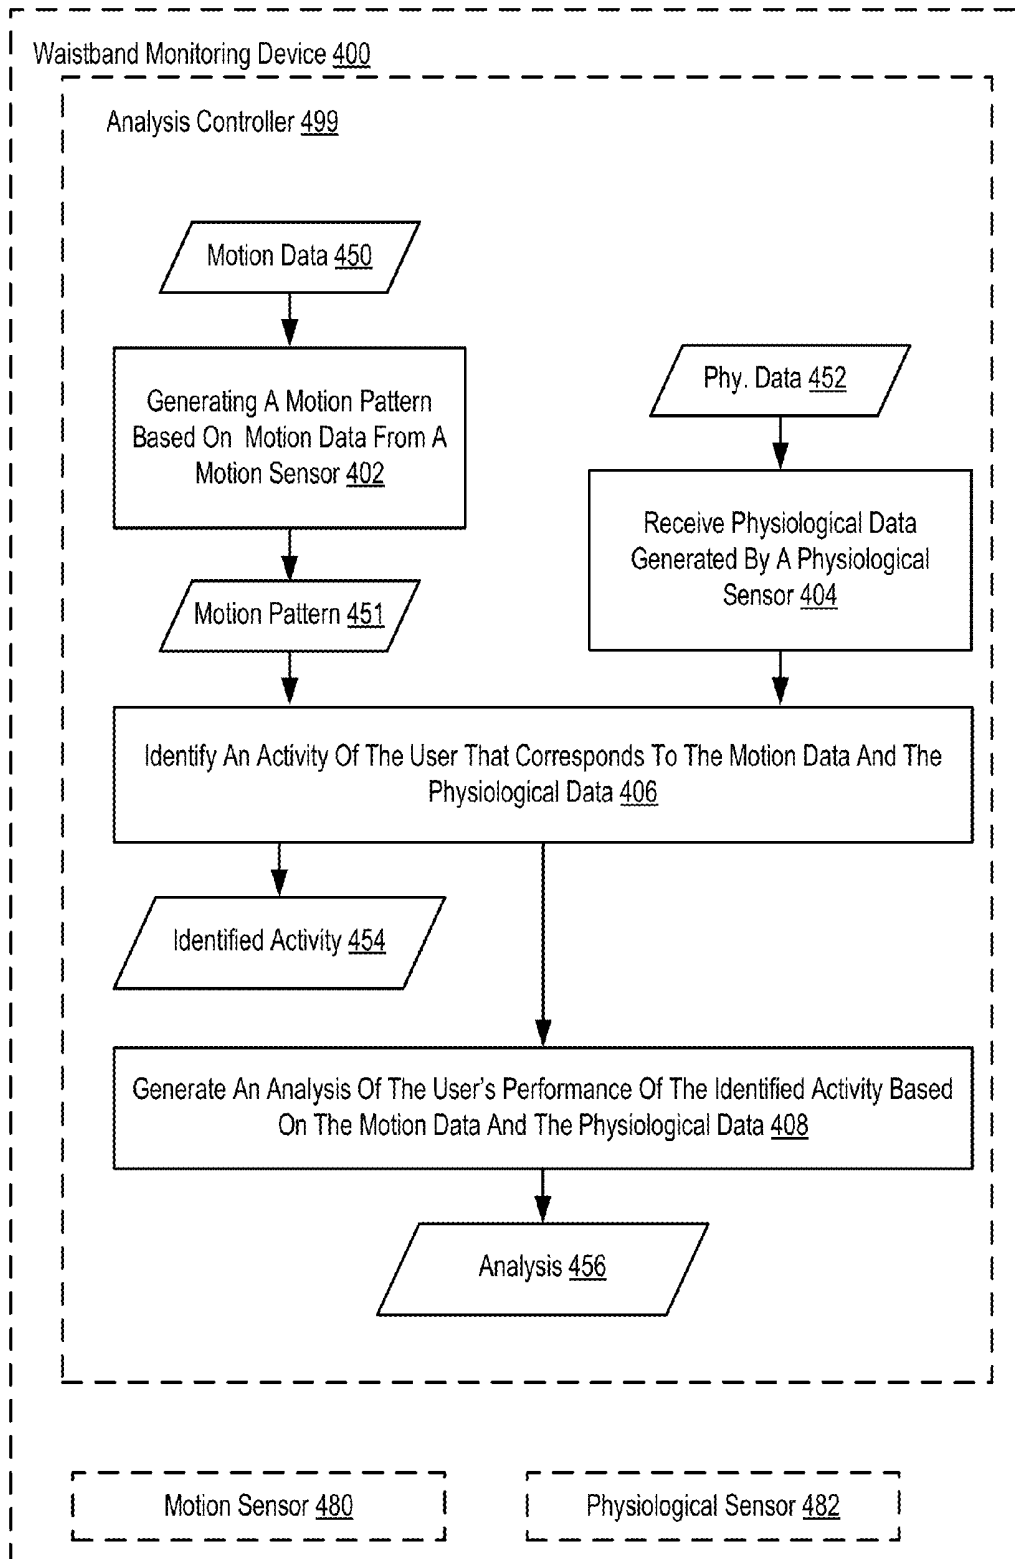 Waistband Monitoring Device 400
Analysis Controller 499
Motion Data 450
Generating A Motion Pattern
Based On Motion Data From A
Motion Sensor 402
Phy. Data 452
Receive Physiological Data
Generated By A Physiological
Sensor 404
Motion Pattern 451
Identify An Activity Of The User That Corresponds To The Motion Data And The
Physiological Data 406
Identified Activity 454
Generate An Analysis Of The User's Performance Of The Identified Activity Based
On The Motion Data And The Physiological Data 408
Analysis 456
Motion Sensor 480
Physiological Sensor 482